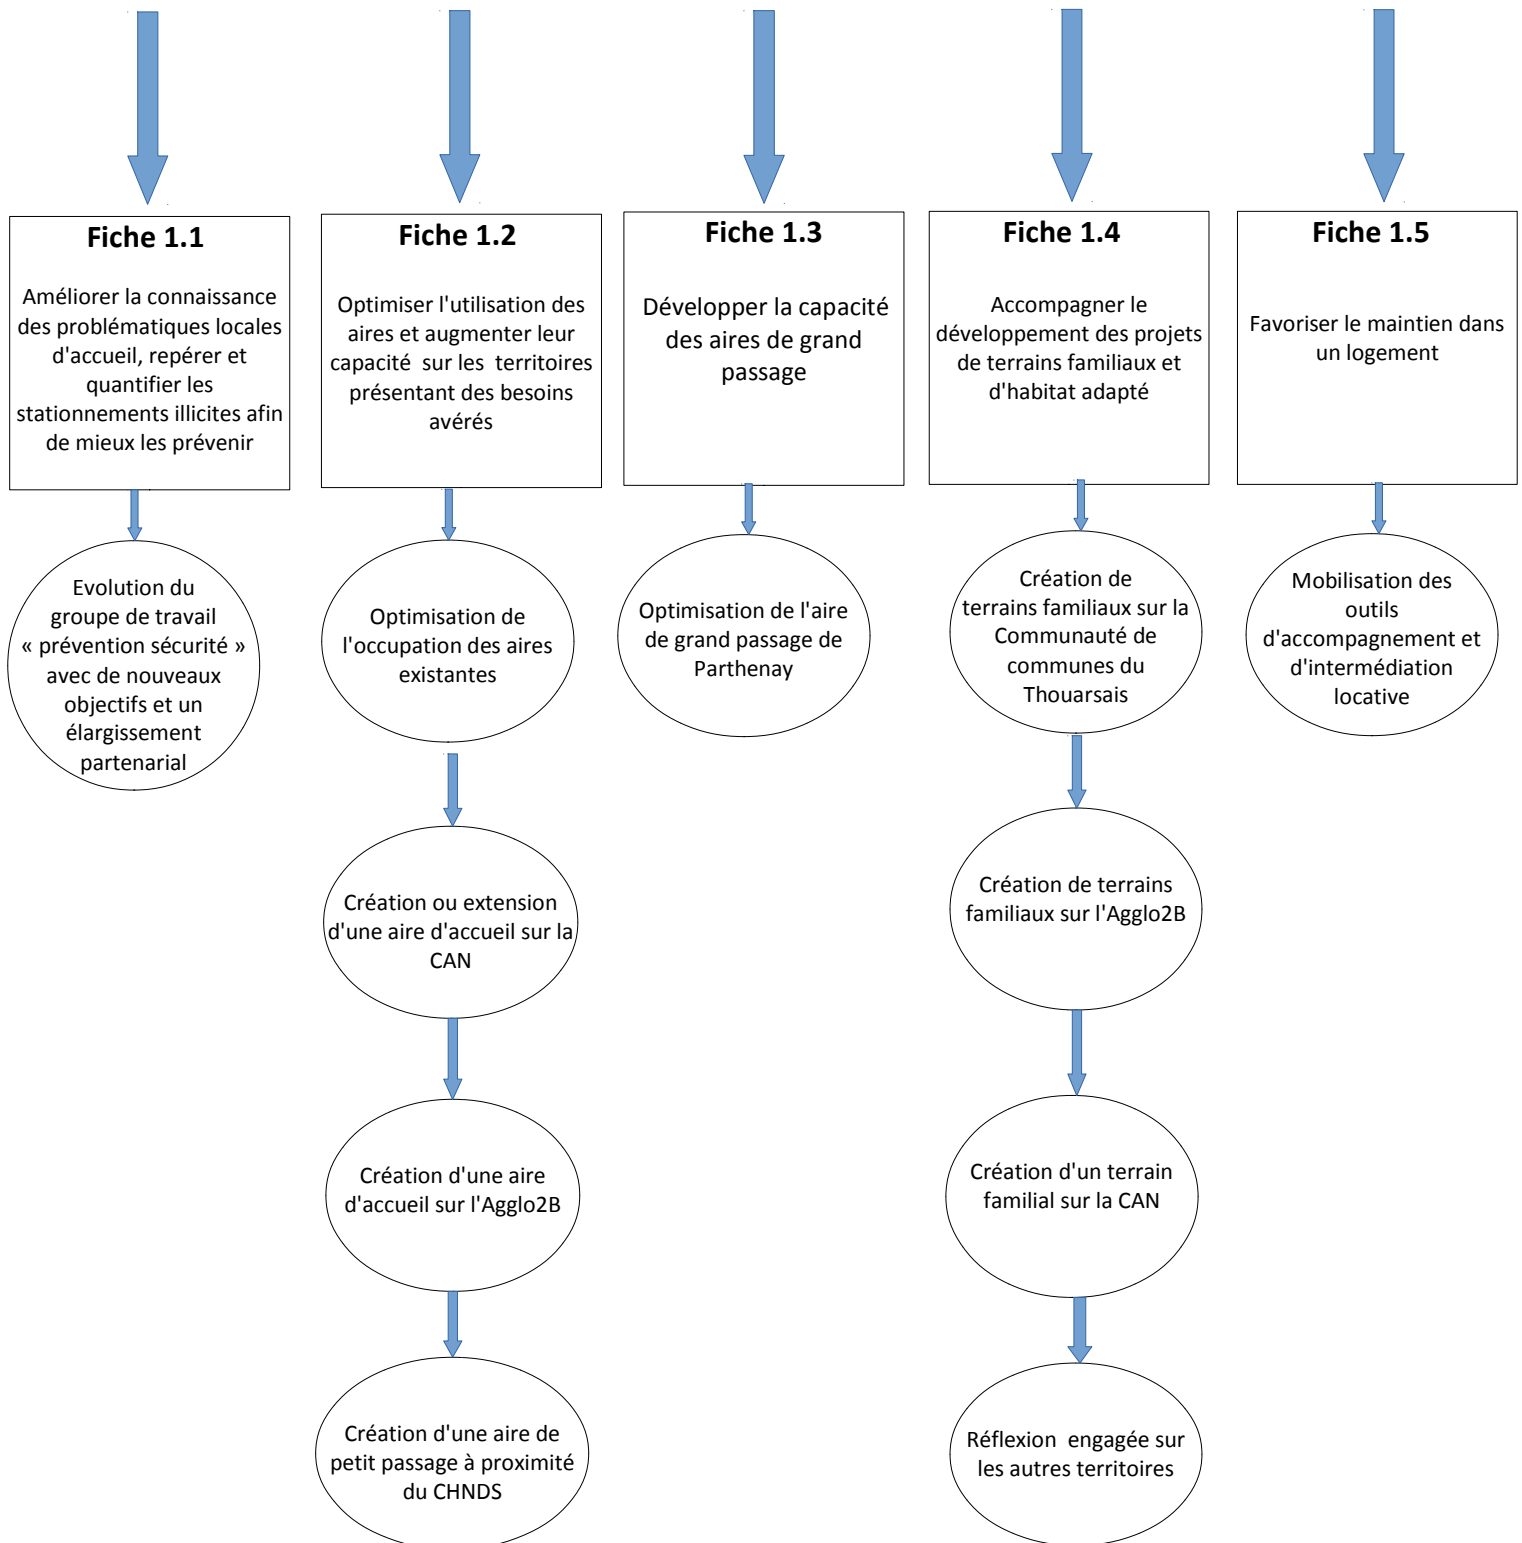 Fiche 1.1
Améliorer la connaissance
des problématiques locales
d'accueil, repérer et
quantifier les
stationnements illicites afin
de mieux les prévenir
Evolution du
groupe de travail
« prévention sécurité »
avec de nouveaux
objectifs et un
élargissement
partenarial
Fiche 1.2
Optimiser l'utilisation des
aires et augmenter leur
capacité sur les territoires
présentant des besoins
avérés
Optimisation de
l'occupation des aires
existantes
Création ou extension
d'une aire d'accueil sur la
CAN
Création d'une aire
d'accueil sur l'Agglo2B
Création d'une aire de
petit passage à proximité
du CHNDS
Fiche 1.3
Développer la capacité
des aires de grand
passage
Optimisation de l'aire
de grand passage de
Parthenay
Fiche 1.4
Accompagner le
développement des projets
de terrains familiaux et
d'habitat adapté
Création de
terrains familiaux sur la
Communauté de
communes du
Thouarsais
Création de terrains
familiaux sur l'Agglo2B
Création d'un terrain
familial sur la CAN
Réflexion engagée sur
les autres territoires
Fiche 1.5
Favoriser le maintien dans
un logement
Mobilisation des
outils
d'accompagnement et
d'intermédiation
locative